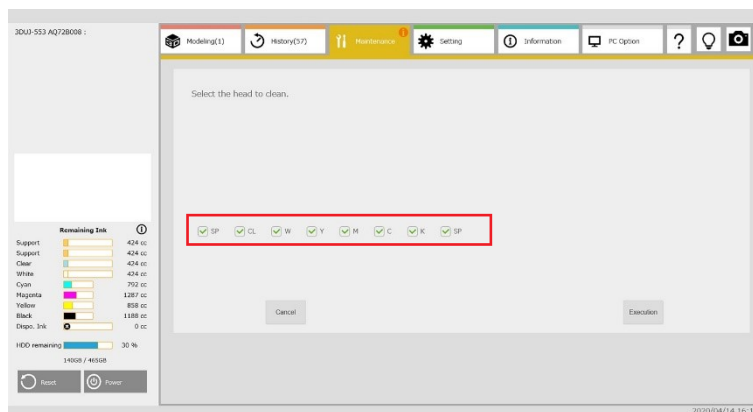 3DUJ-553 AQ72B008 :
Modeling(1)
History(57)
Maintenance
Setting
Information
PC Option
?
Select the head to clean.
SP CL W Y M C K SP
Cancel
Execution
Remaining Ink
Support 424 cc
Support 424 cc
Clear 424 cc
White 424 cc
Cyan 792 cc
Magenta 1287 cc
Yellow 858 cc
Black 1188 cc
Dispo. Ink 0 cc
HDD remaining 30 %
140GB / 465GB
Reset
Power